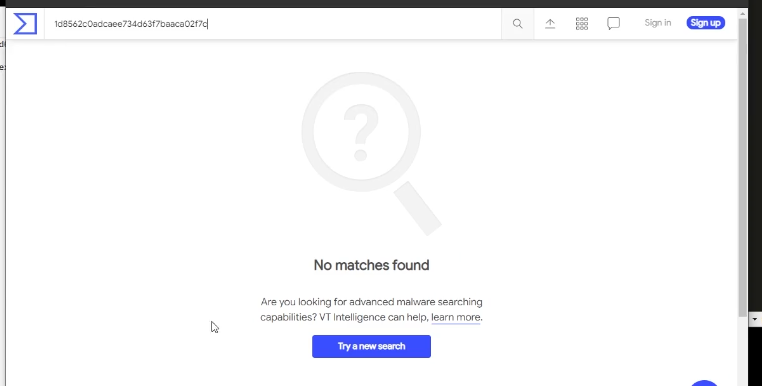 1d8562c0adcaee734d63f7baaca02f7c
Sign in
Sign up
?
No matches found
Are you looking for advanced malware searching
capabilities? VT Intelligence can help, learn more.
Try a new search